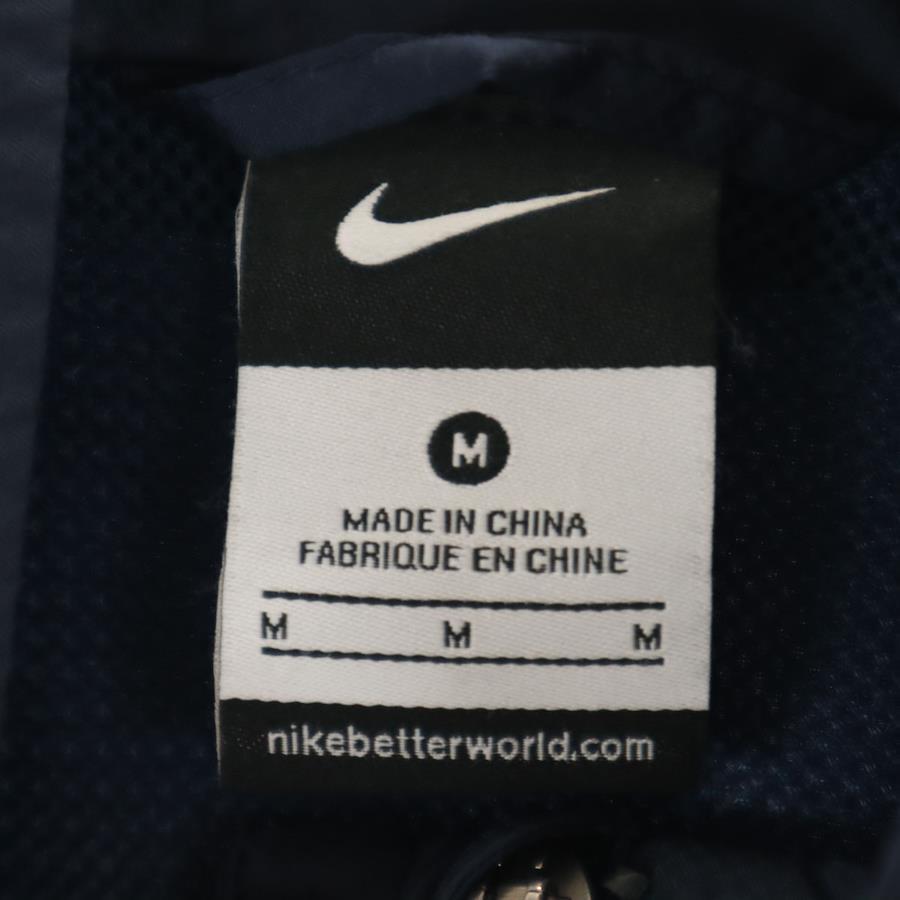 M
MADE IN CHINA
FABRIQUE EN CHINE
M M M
nikebetterworld.com